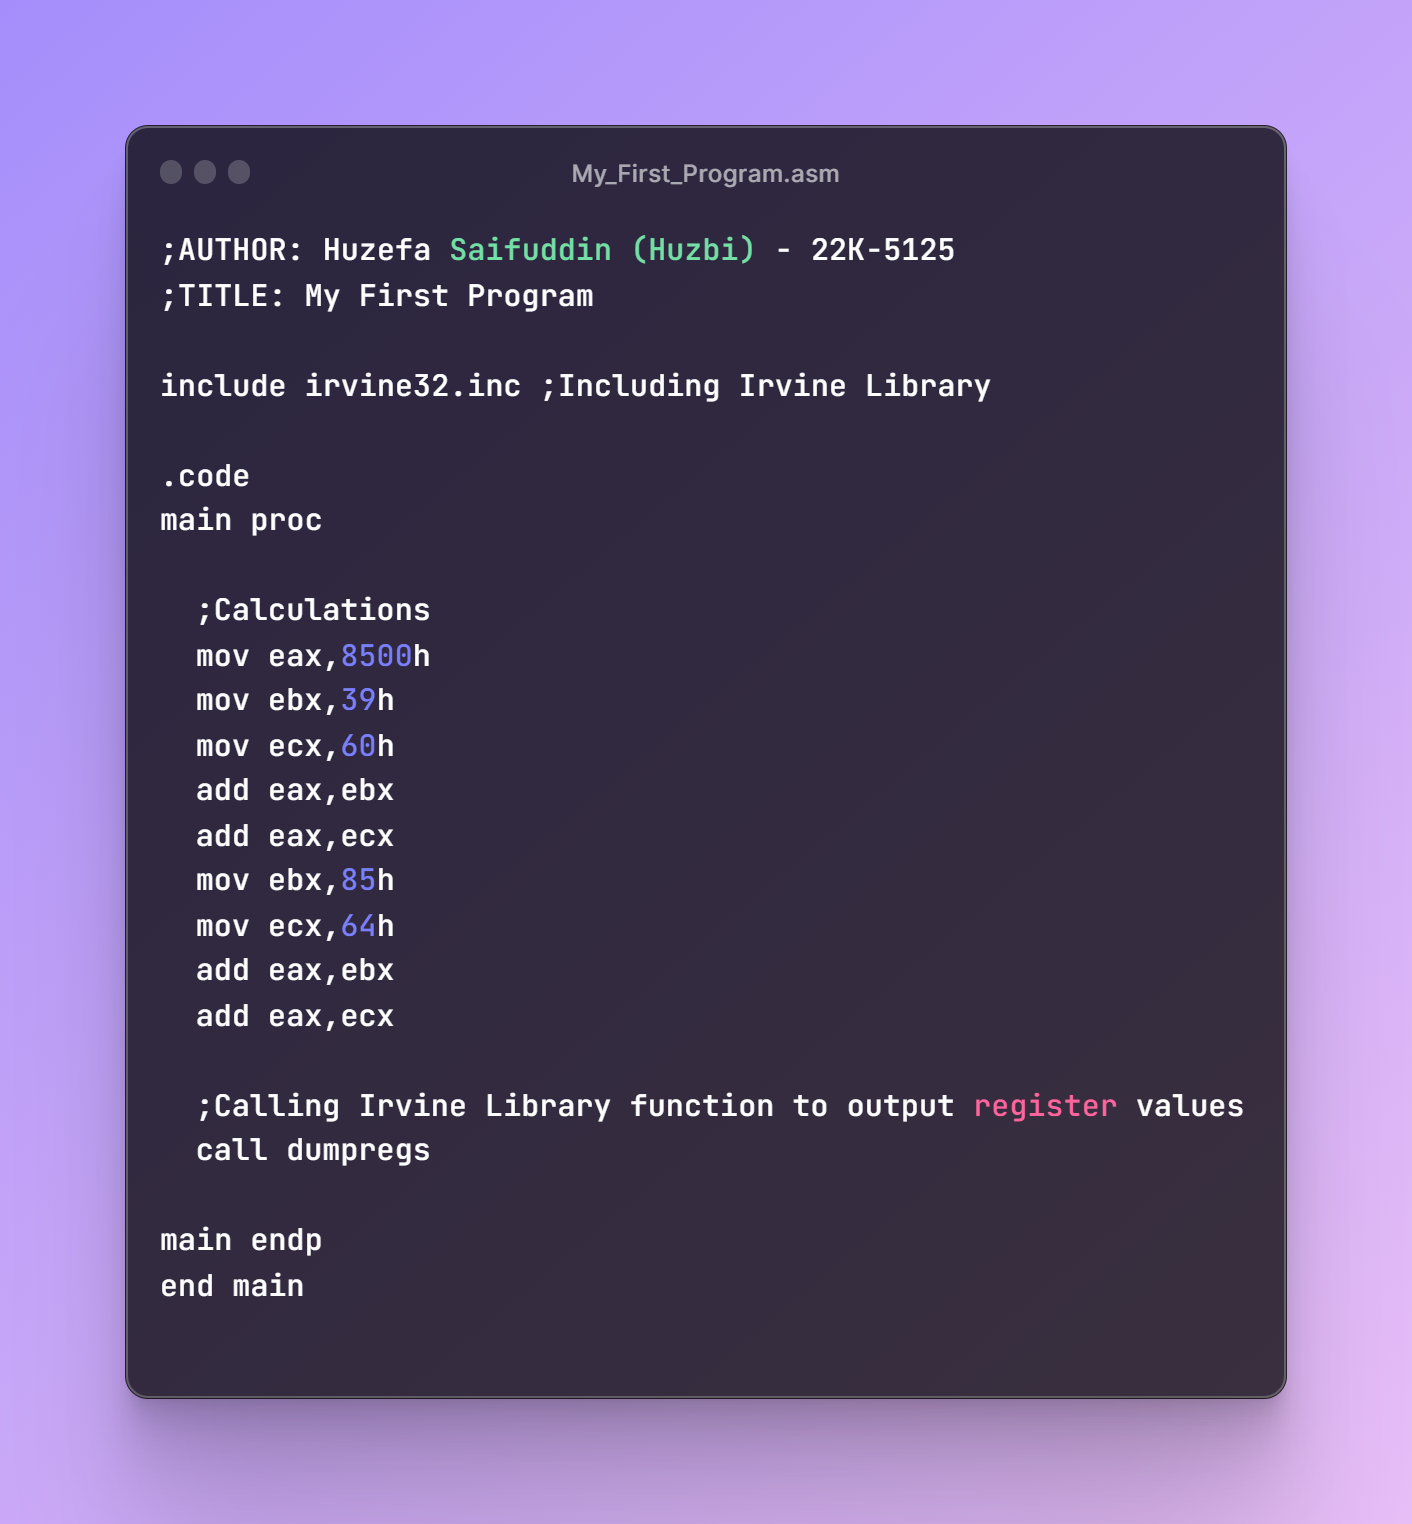 My_First_Program.asm
;AUTHOR: Huzefa Saifuddin (Huzbi) - 22K-5125
;TITLE: My First Program
include irvine32.inc ;Including Irvine Library
.code
main proc
;Calculations
mov eax,8500h
mov ebx,39h
mov ecx,60h
add eax,ebx
add eax,ecx
mov ebx,85h
mov ecx,64h
add eax,ebx
add eax,ecx
;Calling Irvine Library function to output register values
call dumpregs
main endp
end main